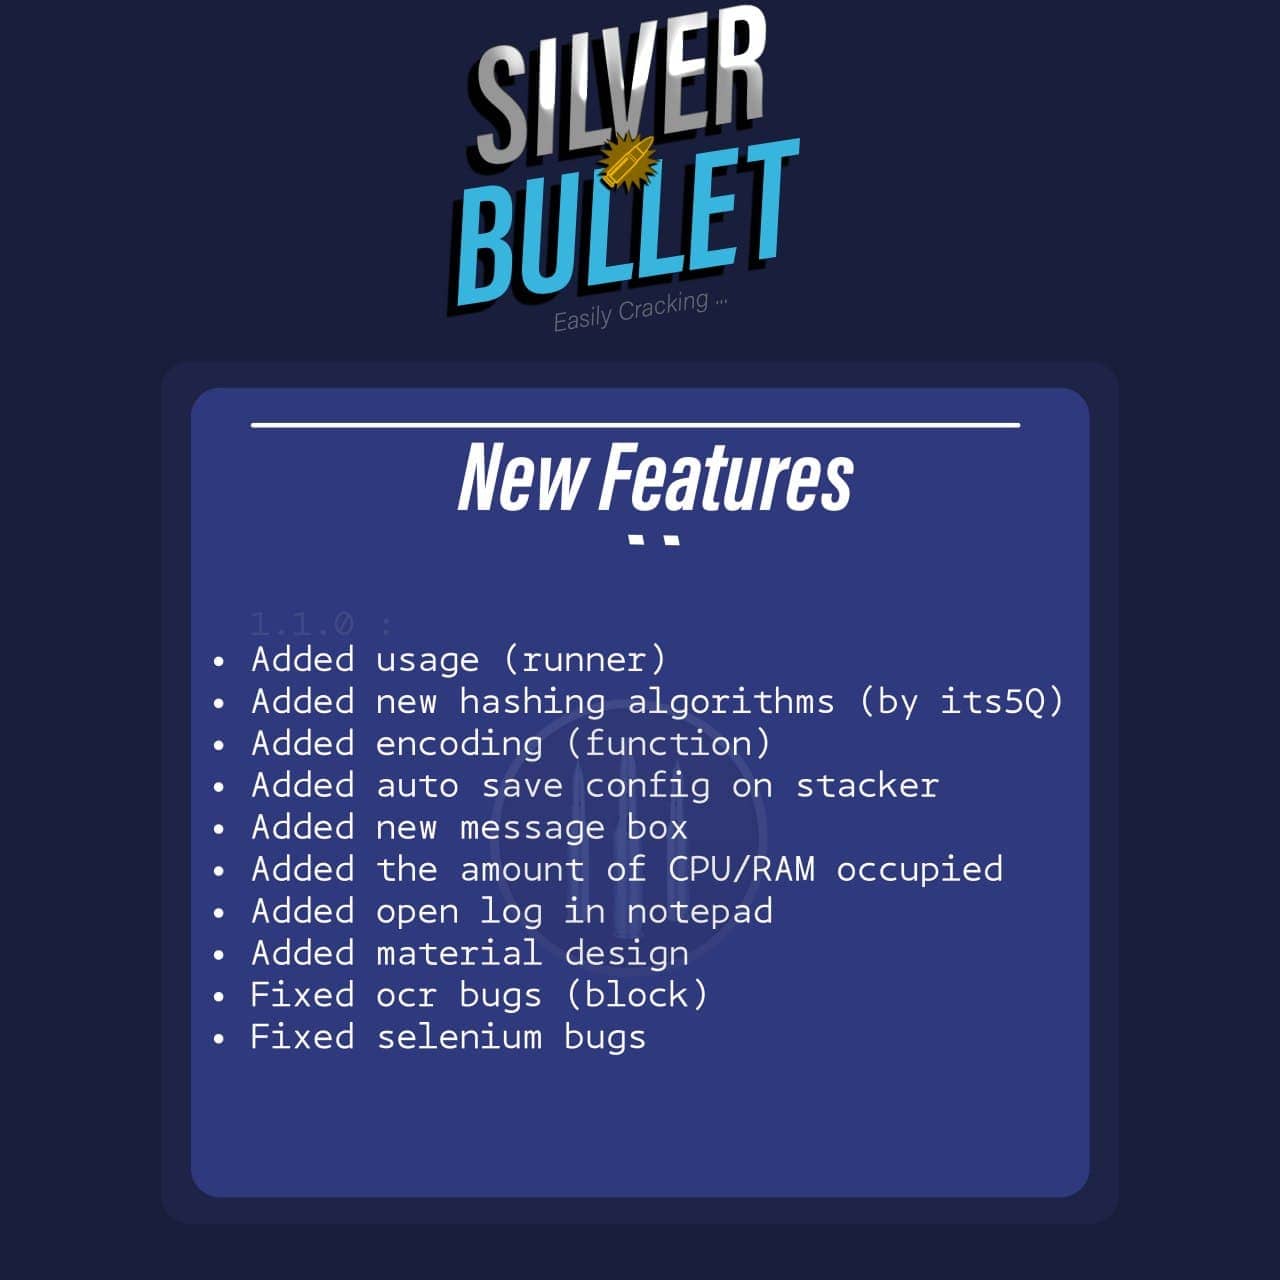 SILVER
BULLET
Easily Cracking ...
New Features
1.1.0 :
• Added usage (runner)
• Added new hashing algorithms (by its5Q)
• Added encoding (function)
• Added auto save config on stacker
• Added new message box
• Added the amount of CPU/RAM occupied
• Added open log in notepad
• Added material design
• Fixed ocr bugs (block)
• Fixed selenium bugs